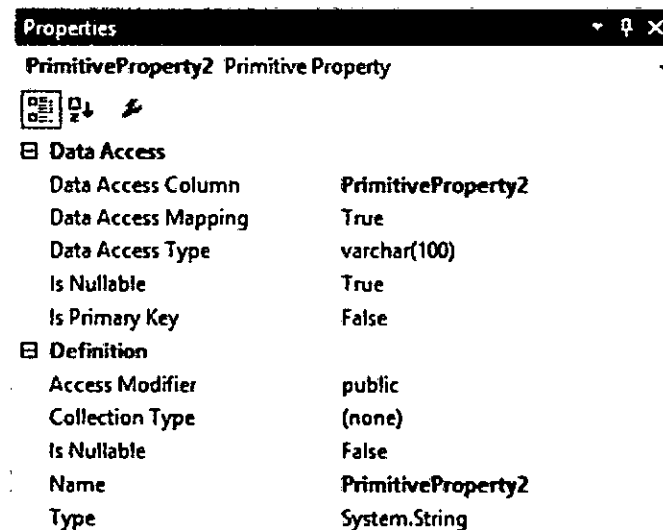 Properties
PrimitiveProperty2 Primitive Property
Data Access
Data Access Column PrimitiveProperty2
Data Access Mapping True
Data Access Type varchar(100)
Is Nullable True
Is Primary Key False
Definition
Access Modifier public
Collection Type (none)
Is Nullable False
Name PrimitiveProperty2
Type System.String